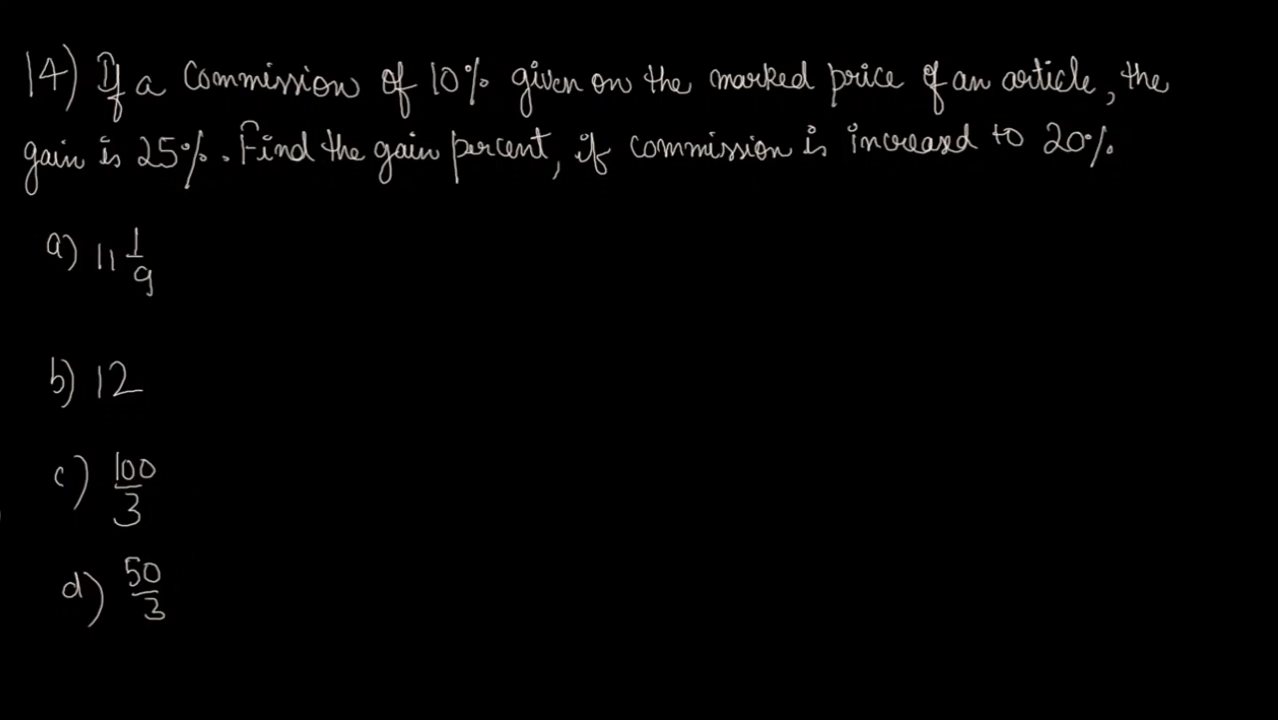 14) If a Commission of 10% given on the marked price of an article, the
gain is 25%. Find the gain percent, if commission is increased to 20%.
a) 11 1/9
b) 12
c) 100/3
d) 50/3